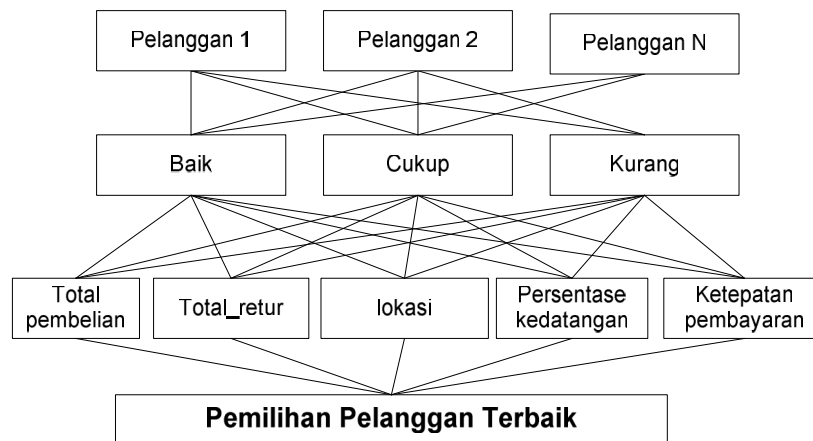 Pelanggan 1
Pelanggan 2
Pelanggan N
Baik
Cukup
Kurang
Total
pembelian
Total_retur
lokasi
Persentase
kedatangan
Ketepatan
pembayaran
Pemilihan Pelanggan Terbaik